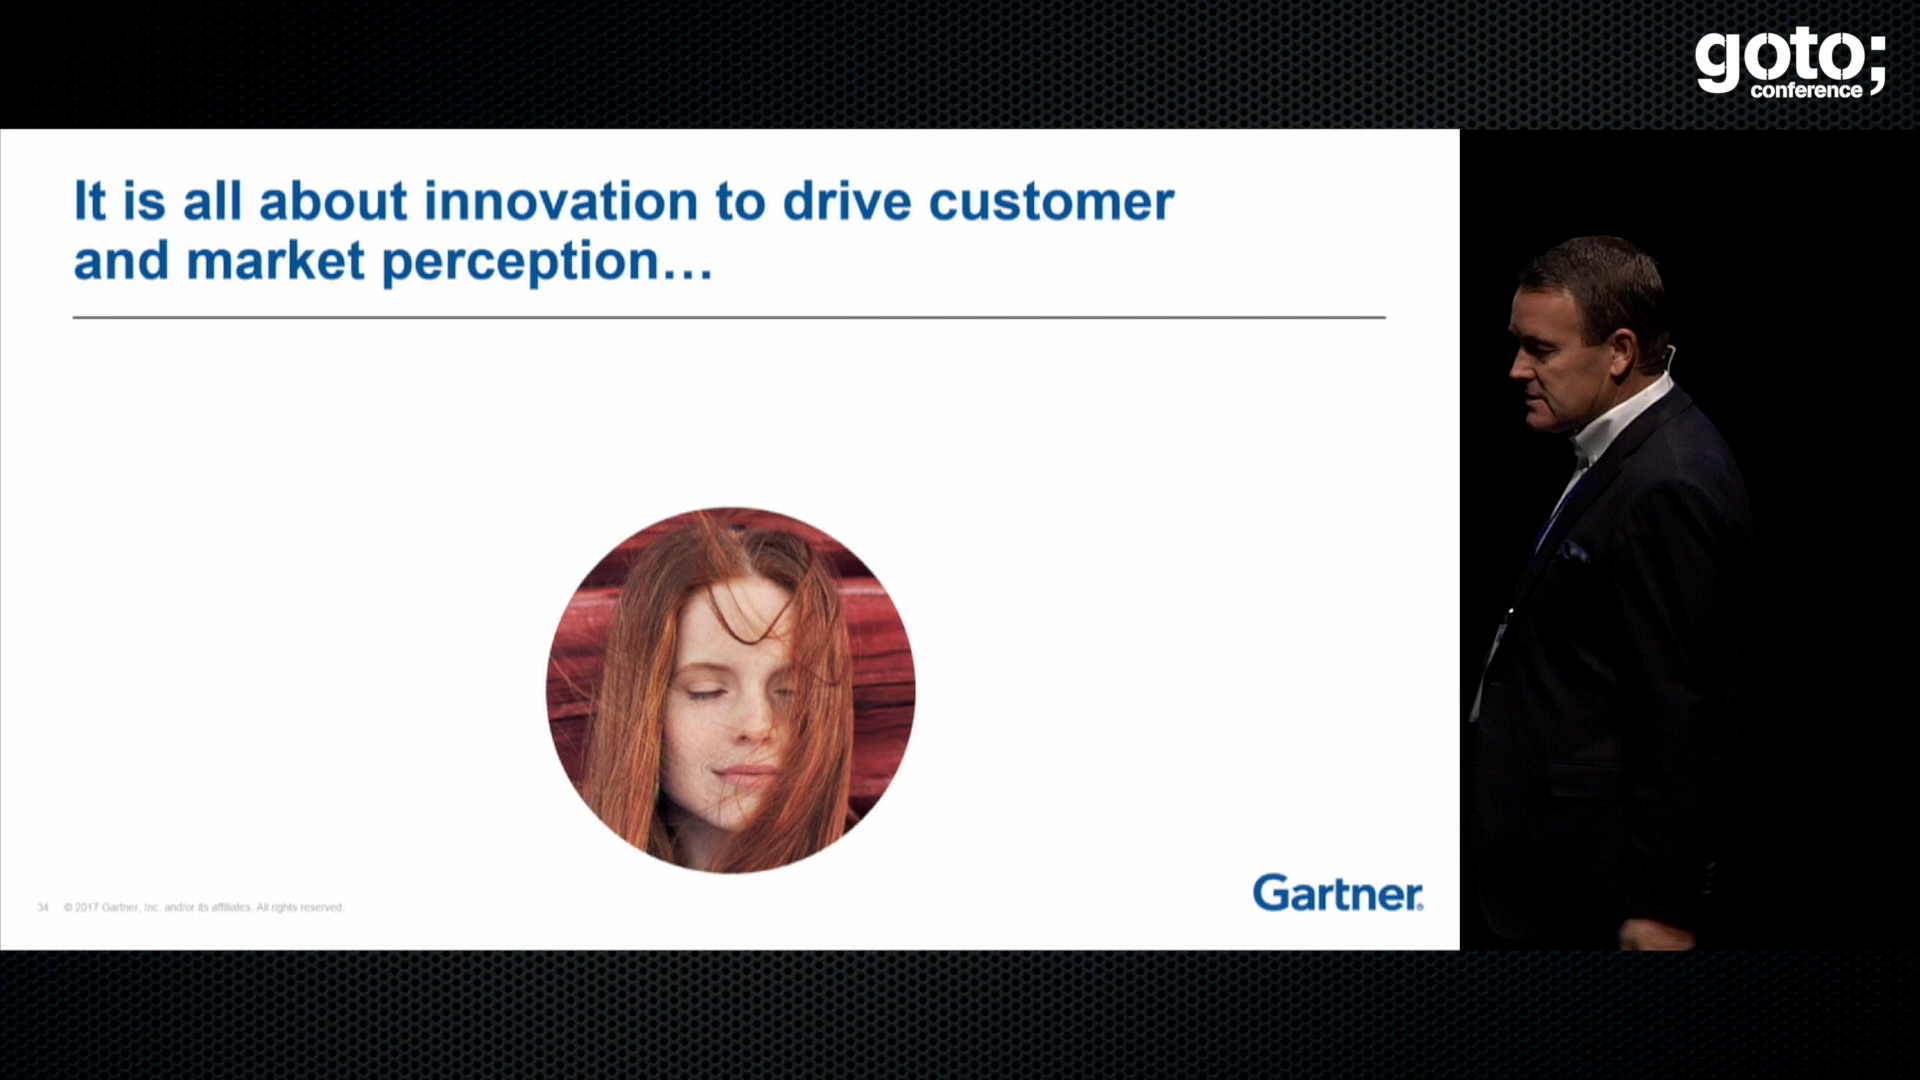 goto;
conference
It is all about innovation to drive customer
and market perception…
34 © 2017 Gartner, Inc. and/or its affiliates. All rights reserved.
Gartner®